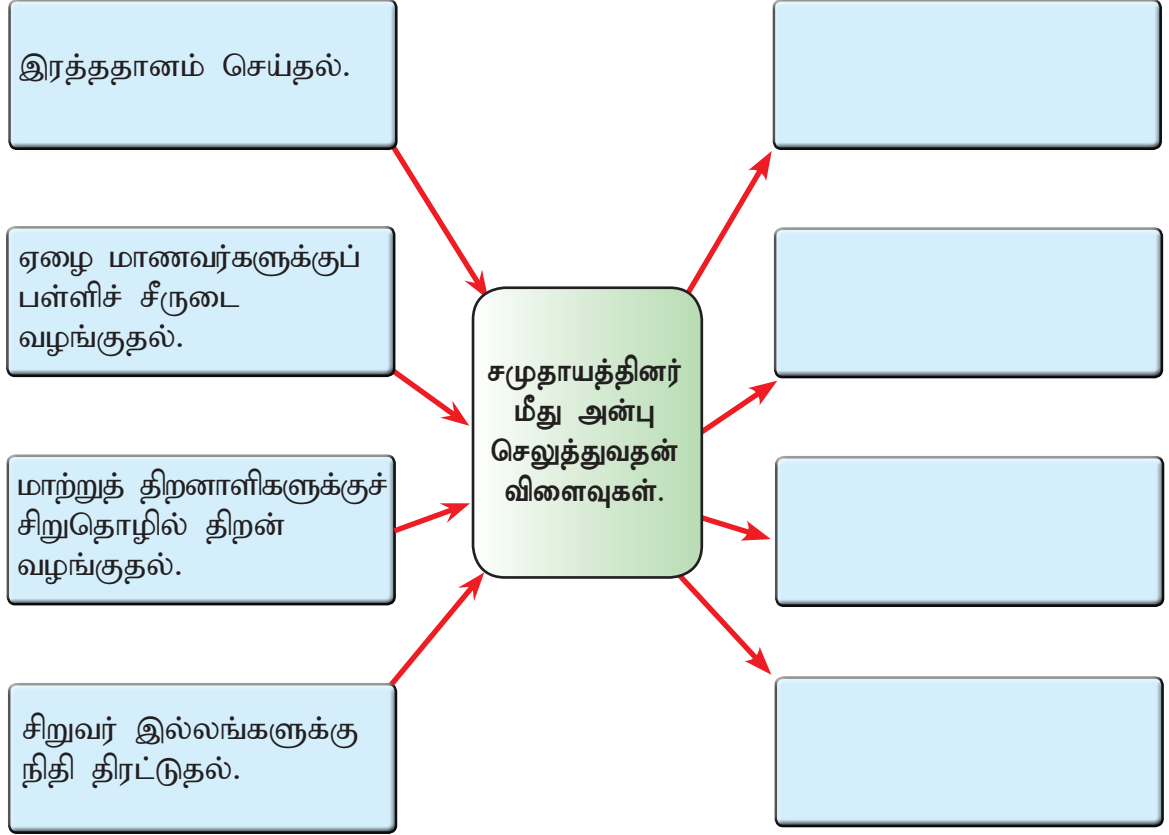 இரத்ததானம் செய்தல்.
ஏழை மாணவர்களுக்குப்
பள்ளிச் சீருடை
வழங்குதல்.
மாற்றுத் திறனாளிகளுக்குச்
சிறுதொழில் திறன்
வழங்குதல்.
சிறுவர் இல்லங்களுக்கு
நிதி திரட்டுதல்.
சமுதாயத்தினர்
மீது அன்பு
செலுத்துவதன்
விளைவுகள்.